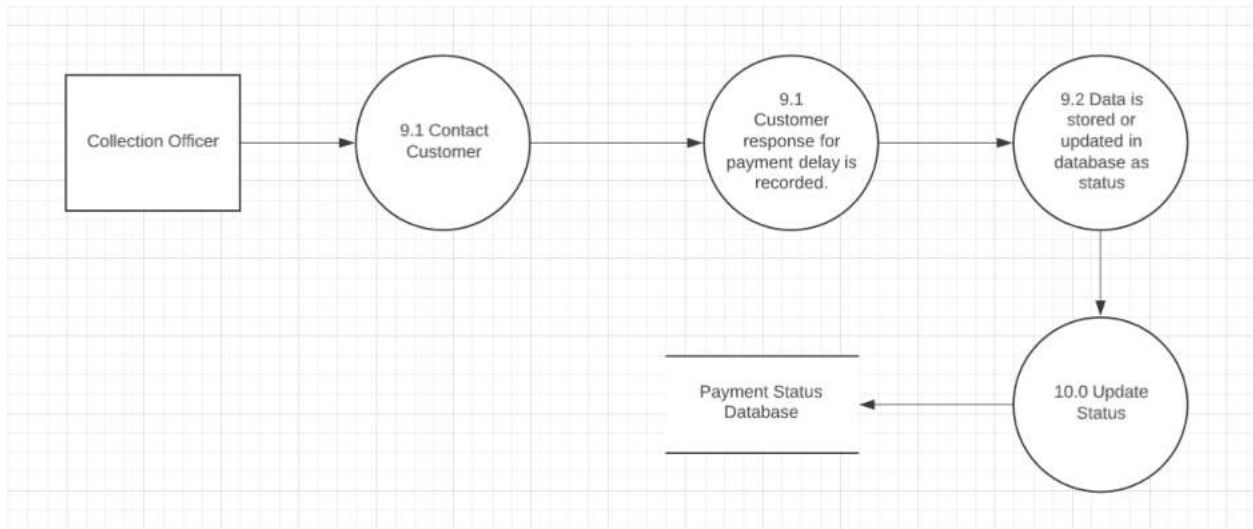 Collection Officer
9.1 Contact
Customer
9.1
Customer
response for
payment delay is
recorded.
9.2 Data is
stored or
updated in
database as
status
Payment Status
Database
10.0 Update
Status